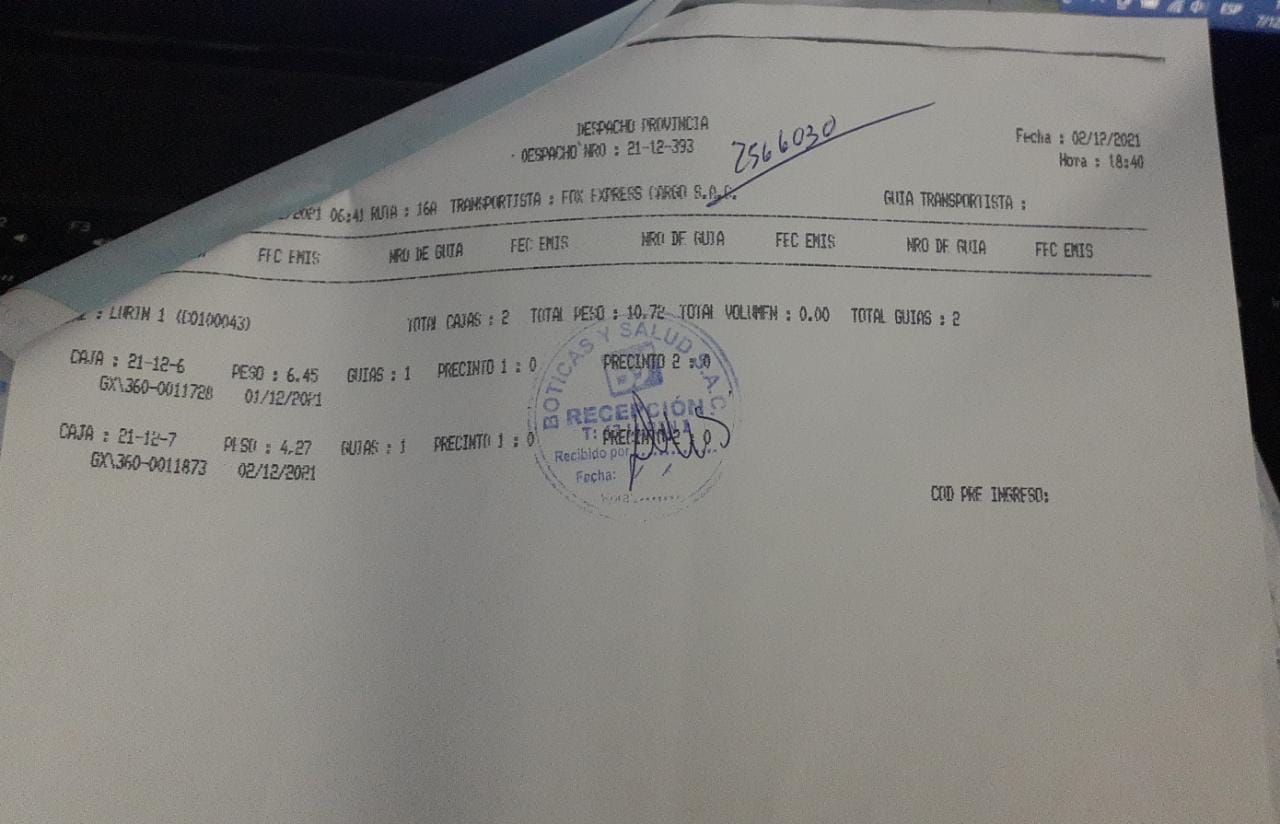 ESP
DESPACHO PROVINCIA
DESPACHO NRO : 21-12-393
2566030
Fecha : 02/12/2021
Hora : 18:40
/2021 06:41 RUTA : 16A TRANSPORTISTA : FOX EXPRESS CARGO S.A.C.
GUIA TRANSPORTISTA :
FEC EMIS NRO DE GUIA FEC EMIS NRO DE GUIA FEC EMIS NRO DE GUIA FEC EMIS
: LURIN 1 (D0100043) TOTAL CAJAS : 2 TOTAL PESO : 10.72 TOTAL VOLUMEN : 0.00 TOTAL GUIAS : 2
CAJA : 21-12-6 PESO : 6.45 GUIAS : 1 PRECINTO 1 : 0 PRECINTO 2 : 0
GX\360-0011728 01/12/2021
CAJA : 21-12-7 PESO : 4.27 GUIAS : 1 PRECINTO 1 : 0 PRECINTO 2 : 0
GX\360-0011873 02/12/2021
BOTICAS Y SALUD S.A.C.
RECEPCIÓN
T:
Recibido por
Fecha:
COD PRE INGRESO: